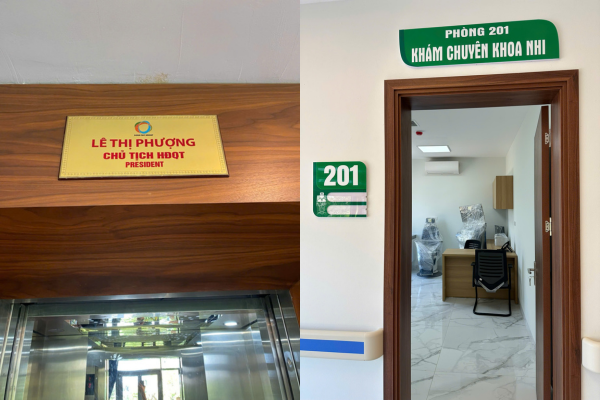 LÊ THỊ PHƯỢNG
CHỦ TỊCH HĐQT
PRESIDENT
PHÒNG 201
KHÁM CHUYÊN KHOA NHI
201